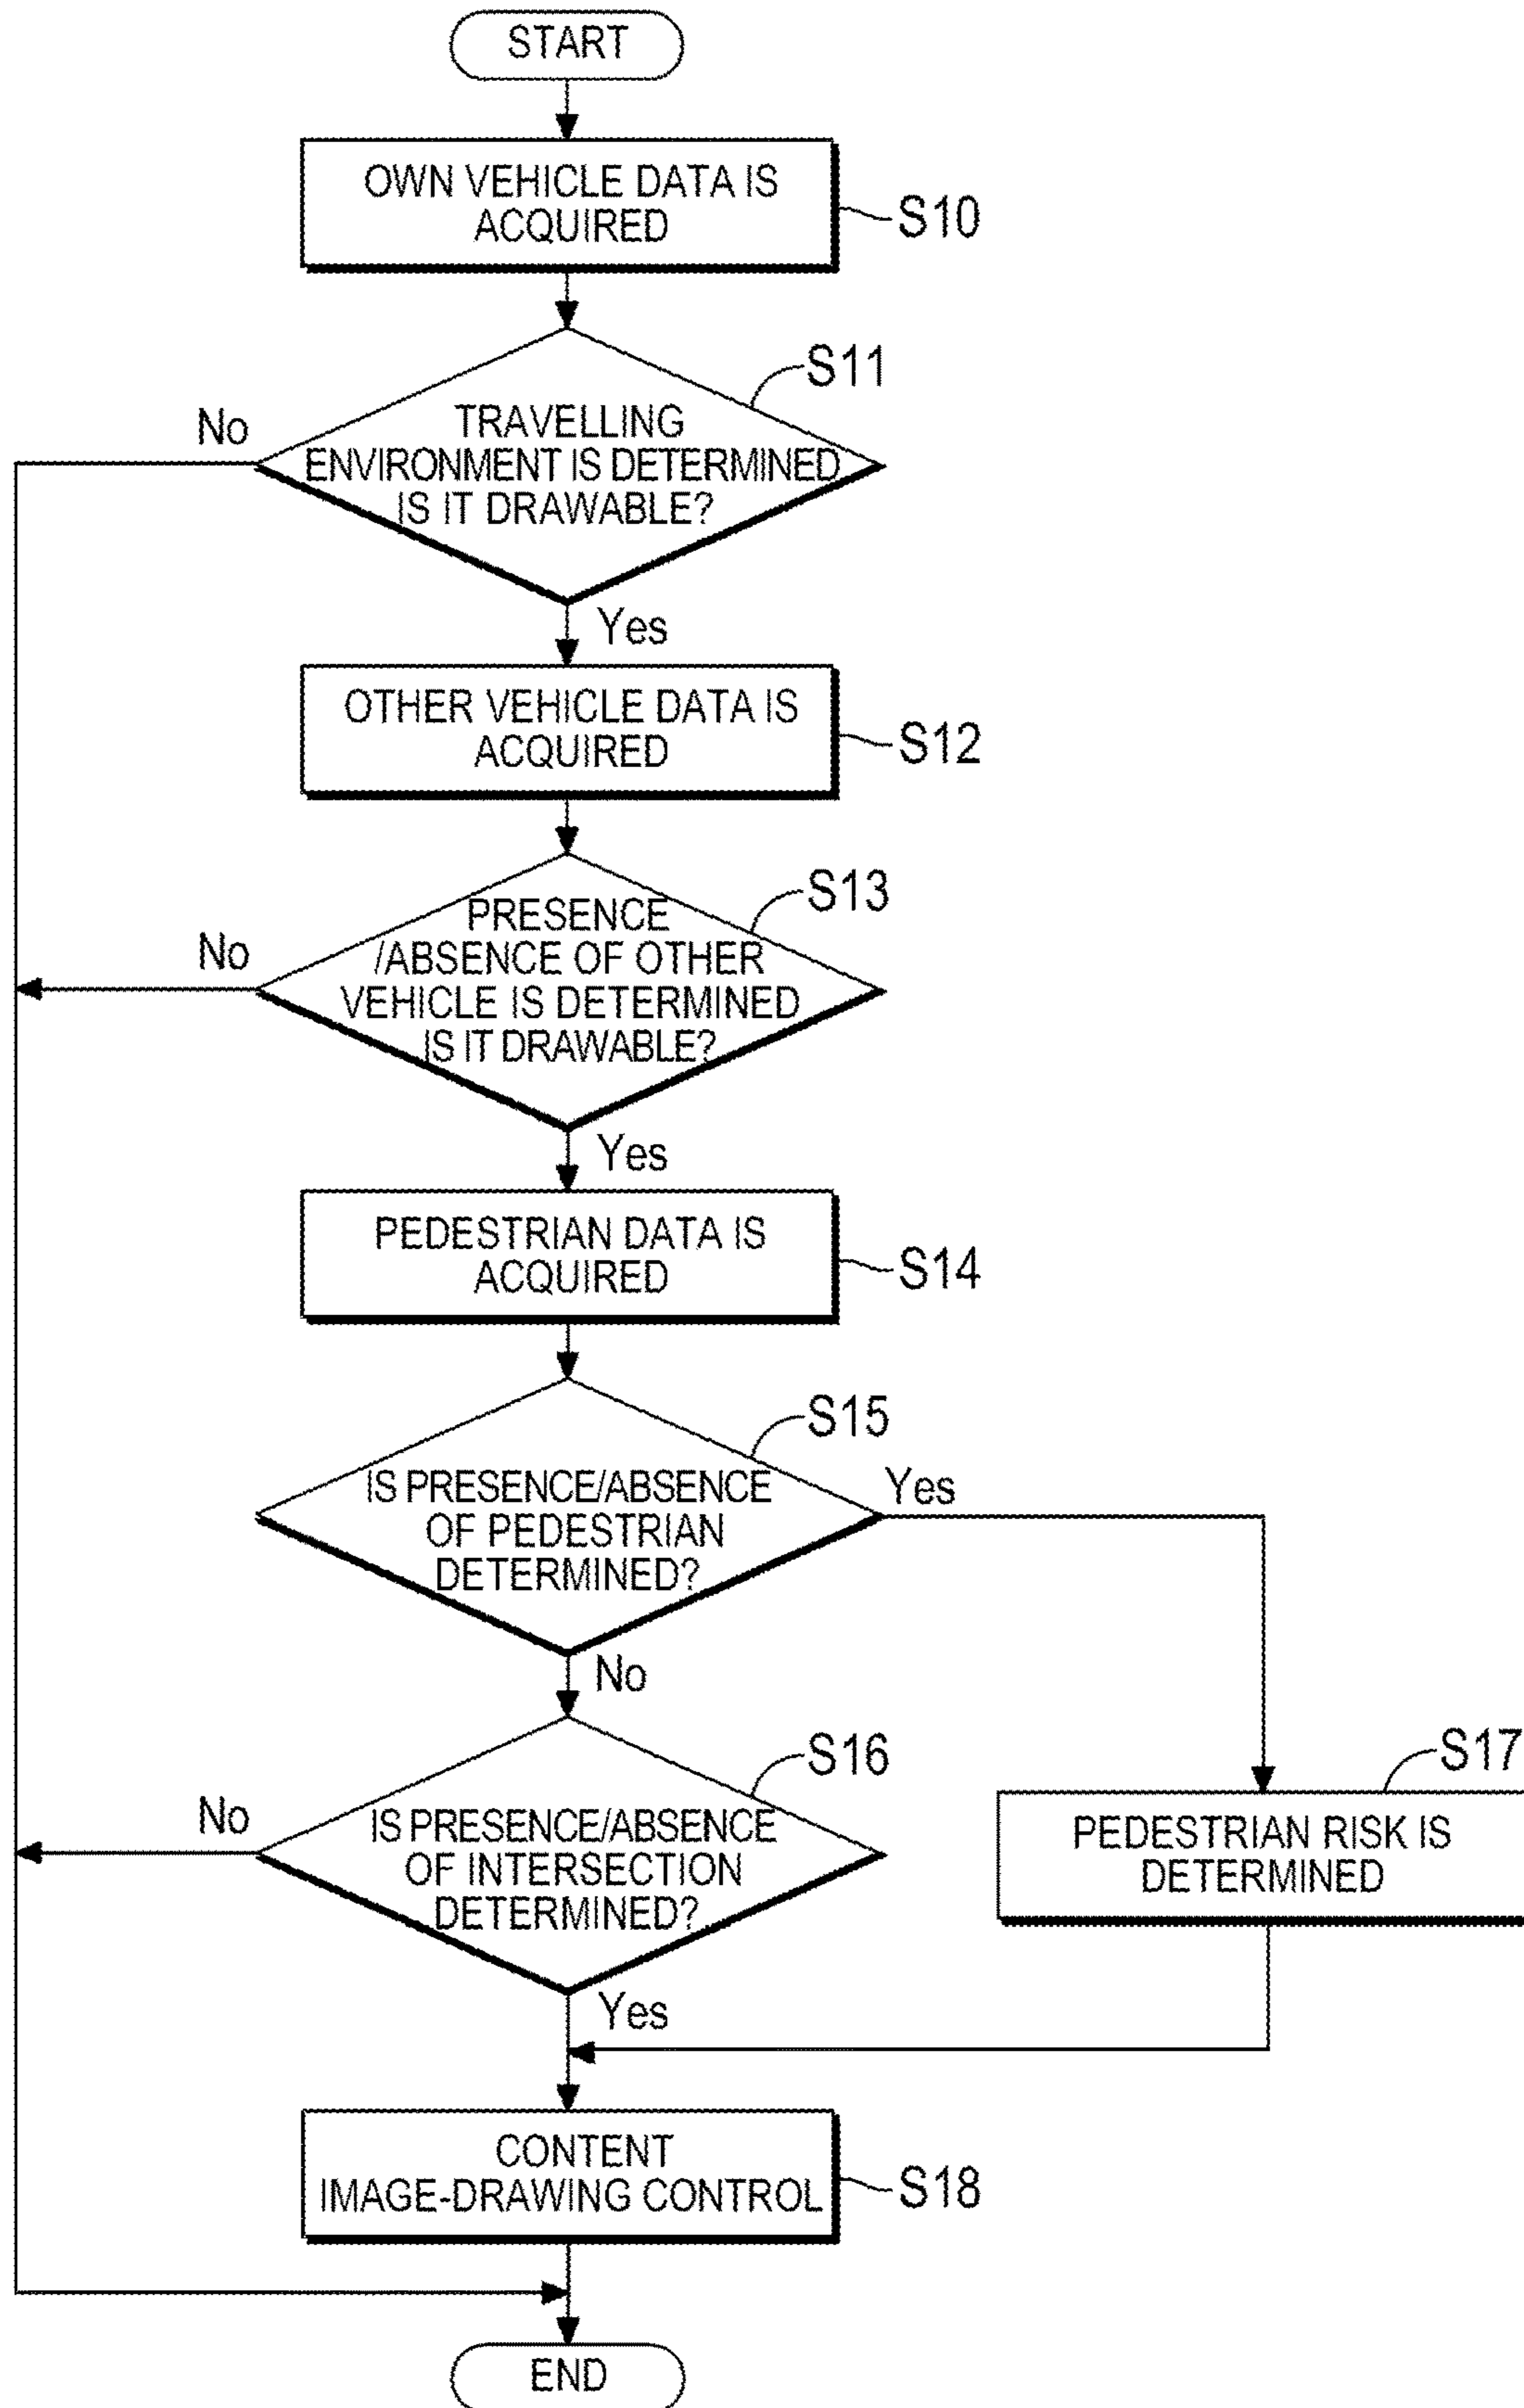 START
OWN VEHICLE DATA IS
ACQUIRED
S10
S11
No
TRAVELLING
ENVIRONMENT IS DETERMINED
IS IT DRAWABLE?
Yes
OTHER VEHICLE DATA IS
ACQUIRED
S12
S13
No
PRESENCE
/ABSENCE OF OTHER
VEHICLE IS DETERMINED
IS IT DRAWABLE?
Yes
PEDESTRIAN DATA IS
ACQUIRED
S14
S15
IS PRESENCE/ABSENCE
OF PEDESTRIAN
DETERMINED?
Yes
No
S16
No
IS PRESENCE/ABSENCE
OF INTERSECTION
DETERMINED?
Yes
S17
PEDESTRIAN RISK IS
DETERMINED
CONTENT
IMAGE-DRAWING CONTROL
S18
END